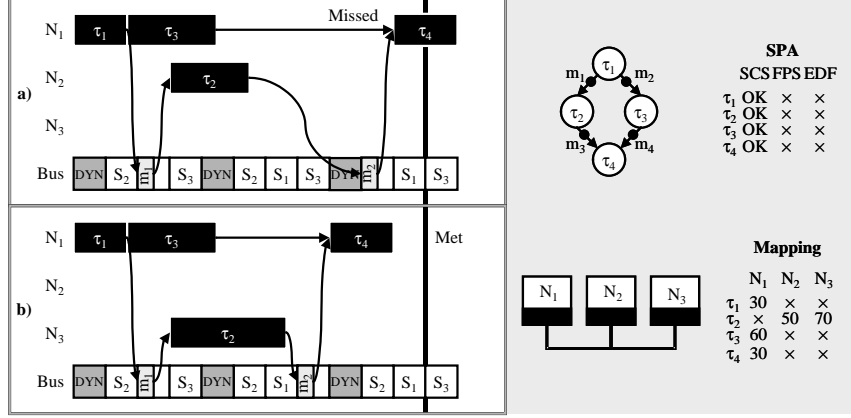 Missed
N1 τ1 τ3 τ4
N2 τ2
a)
N3
Bus DYN S2 m1 S3 DYN S2 S1 S3 DYN m2 S1 S3
N1 τ1 τ3 τ4 Met
N2
b)
N3 τ2
Bus DYN S2 m1 S3 DYN S2 S1 m2 DYN S2 S1 S3
τ1
m1 m2
τ2 τ3
m3 m4
τ4
SPA
SCS FPS EDF
τ1 OK × ×
τ2 OK × ×
τ3 OK × ×
τ4 OK × ×
N1 N2 N3
Mapping
N1 N2 N3
τ1 30 × ×
τ2 × 50 70
τ3 60 × ×
τ4 30 × ×